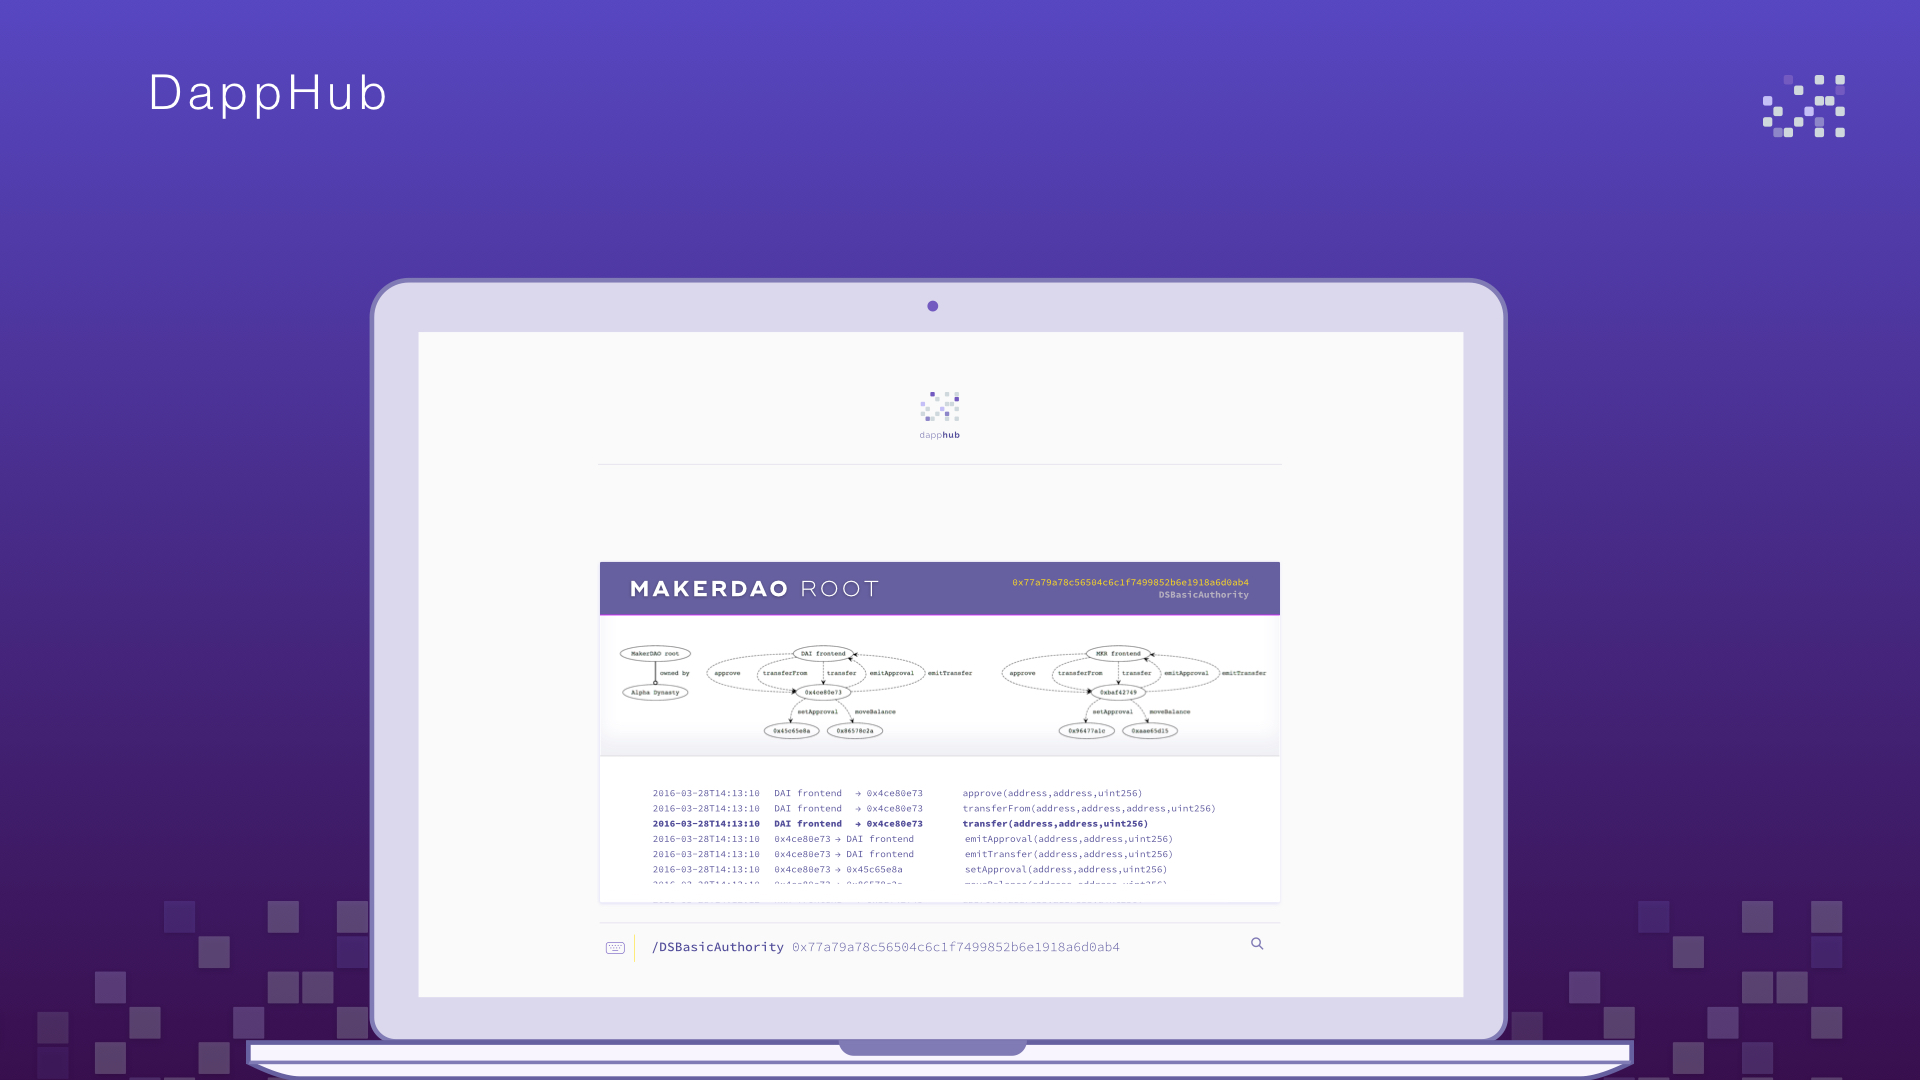 DappHub
dapphub
MAKERDAO ROOT
0x77a79a78c56504c6c1f7499852b6e1918a6d0ab4
DSBasicAuthority
MakerDAO root
DAI frontend
MKR frontend
owned by
approve
transferFrom
transfer
emitApproval
emitTransfer
approve
transferFrom
transfer
emitApproval
emitTransfer
Alpha Dynasty
0x4ce80e73
0xbaf42749
setApproval
moveBalance
setApproval
moveBalance
0x45c65e8a
0x86578c2a
0x96477a1c
0xaae65d15
2016-03-28T14:13:10 DAI frontend → 0x4ce80e73 approve(address,address,uint256)
2016-03-28T14:13:10 DAI frontend → 0x4ce80e73 transferFrom(address,address,address,uint256)
2016-03-28T14:13:10 DAI frontend → 0x4ce80e73 transfer(address,address,uint256)
2016-03-28T14:13:10 0x4ce80e73 → DAI frontend emitApproval(address,address,uint256)
2016-03-28T14:13:10 0x4ce80e73 → DAI frontend emitTransfer(address,address,uint256)
2016-03-28T14:13:10 0x4ce80e73 → 0x45c65e8a setApproval(address,address,uint256)
/DSBasicAuthority 0x77a79a78c56504c6c1f7499852b6e1918a6d0ab4